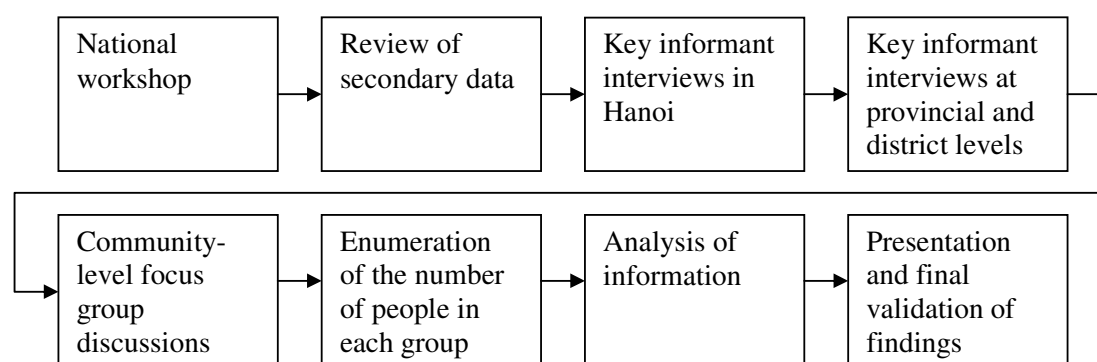 National
workshop
Review of
secondary data
Key informant
interviews in
Hanoi
Key informant
interviews at
provincial and
district levels
Community-
level focus
group
discussions
Enumeration
of the number
of people in
each group
Analysis of
information
Presentation
and final
validation of
findings